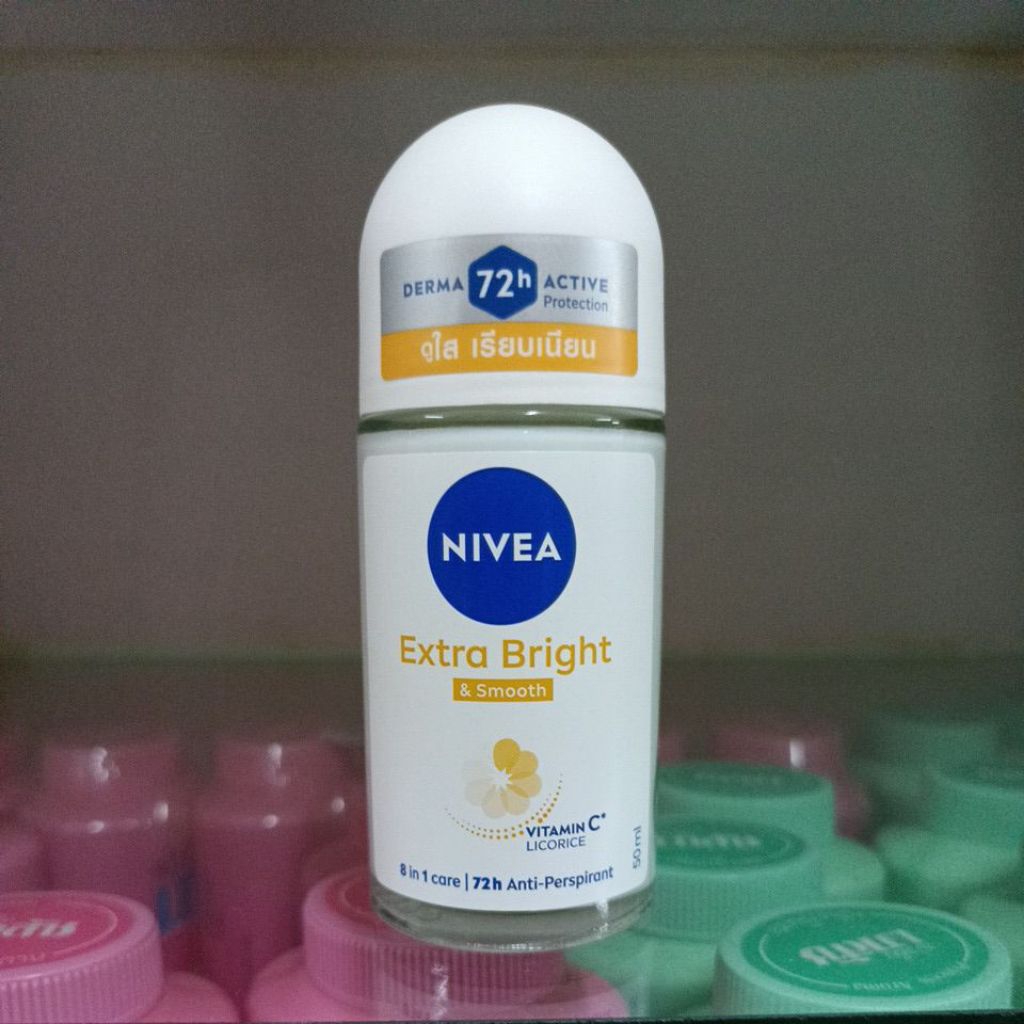 DERMA 72h ACTIVE
Protection
ดูใส เรียบเนียน
NIVEA
Extra Bright
& Smooth
VITAMIN C*
LICORICE
50 ml
8 in 1 care | 72h Anti-Perspirant